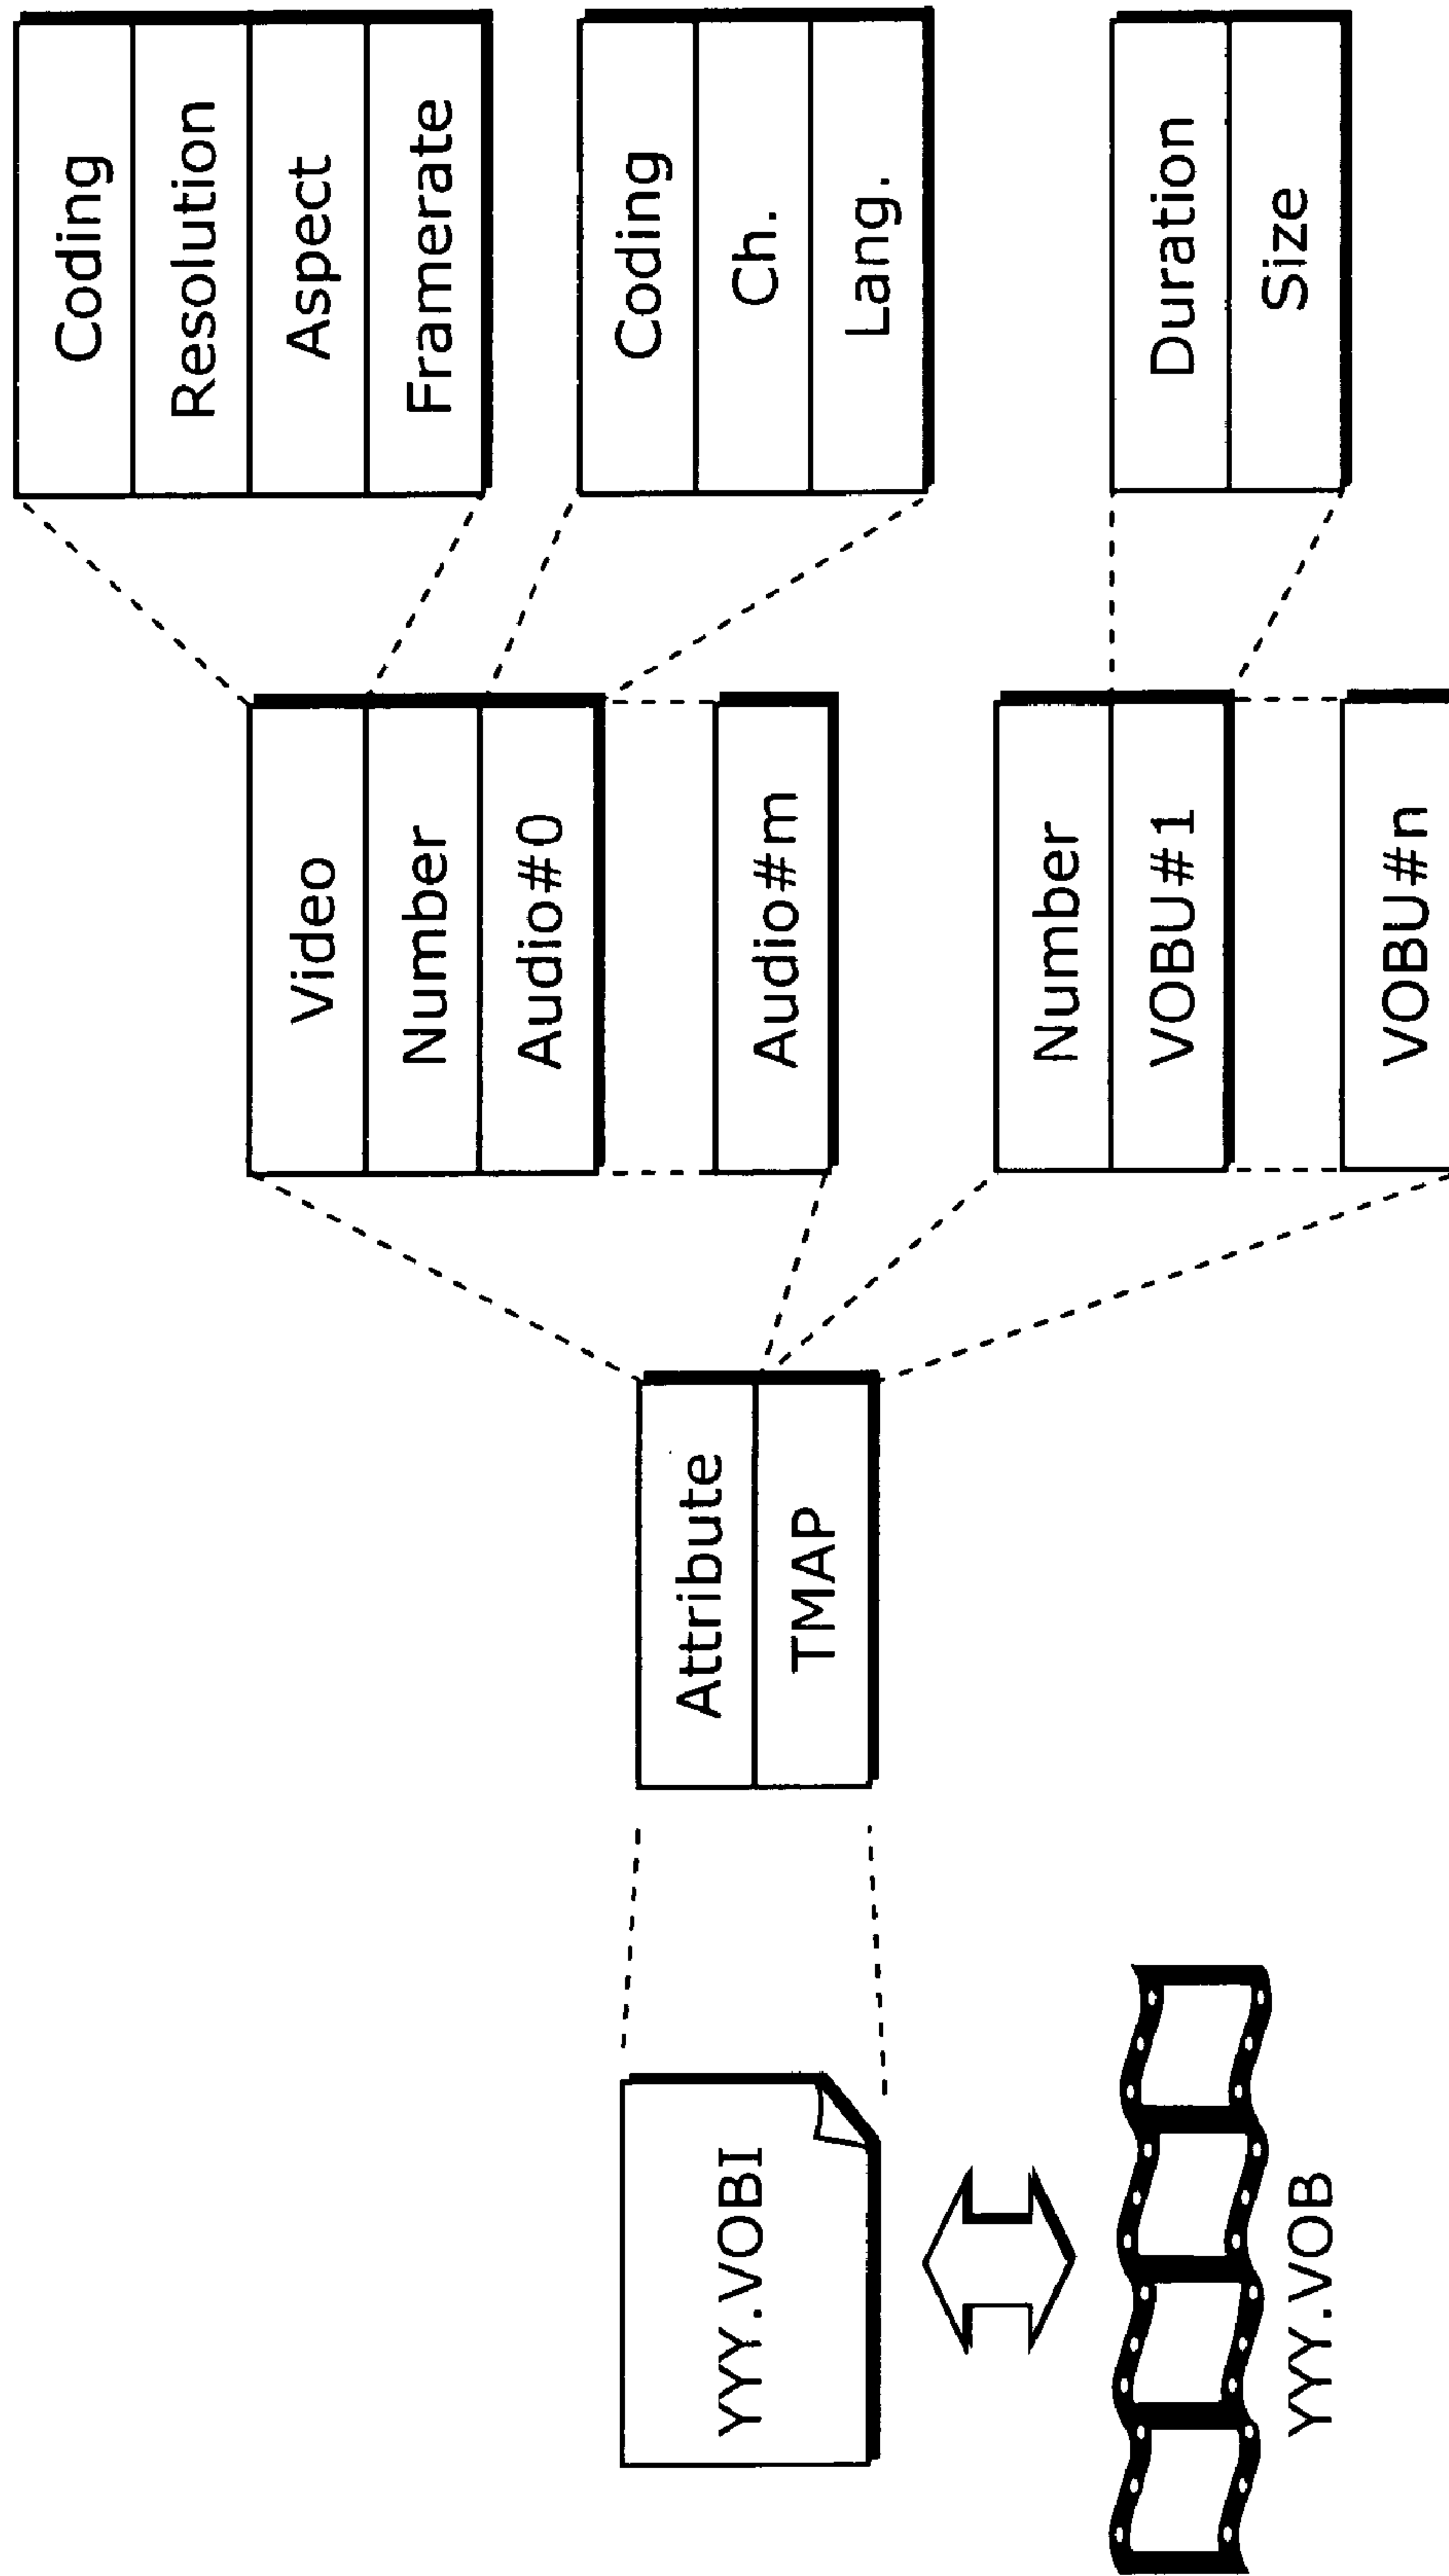 YYY.VOBI
YYY.VOB
Attribute
TMAP
Video
Number
Audio#0
Audio#m
Number
VOBU#1
VOBU#n
Coding
Resolution
Aspect
Framerate
Coding
Ch.
Lang.
Duration
Size